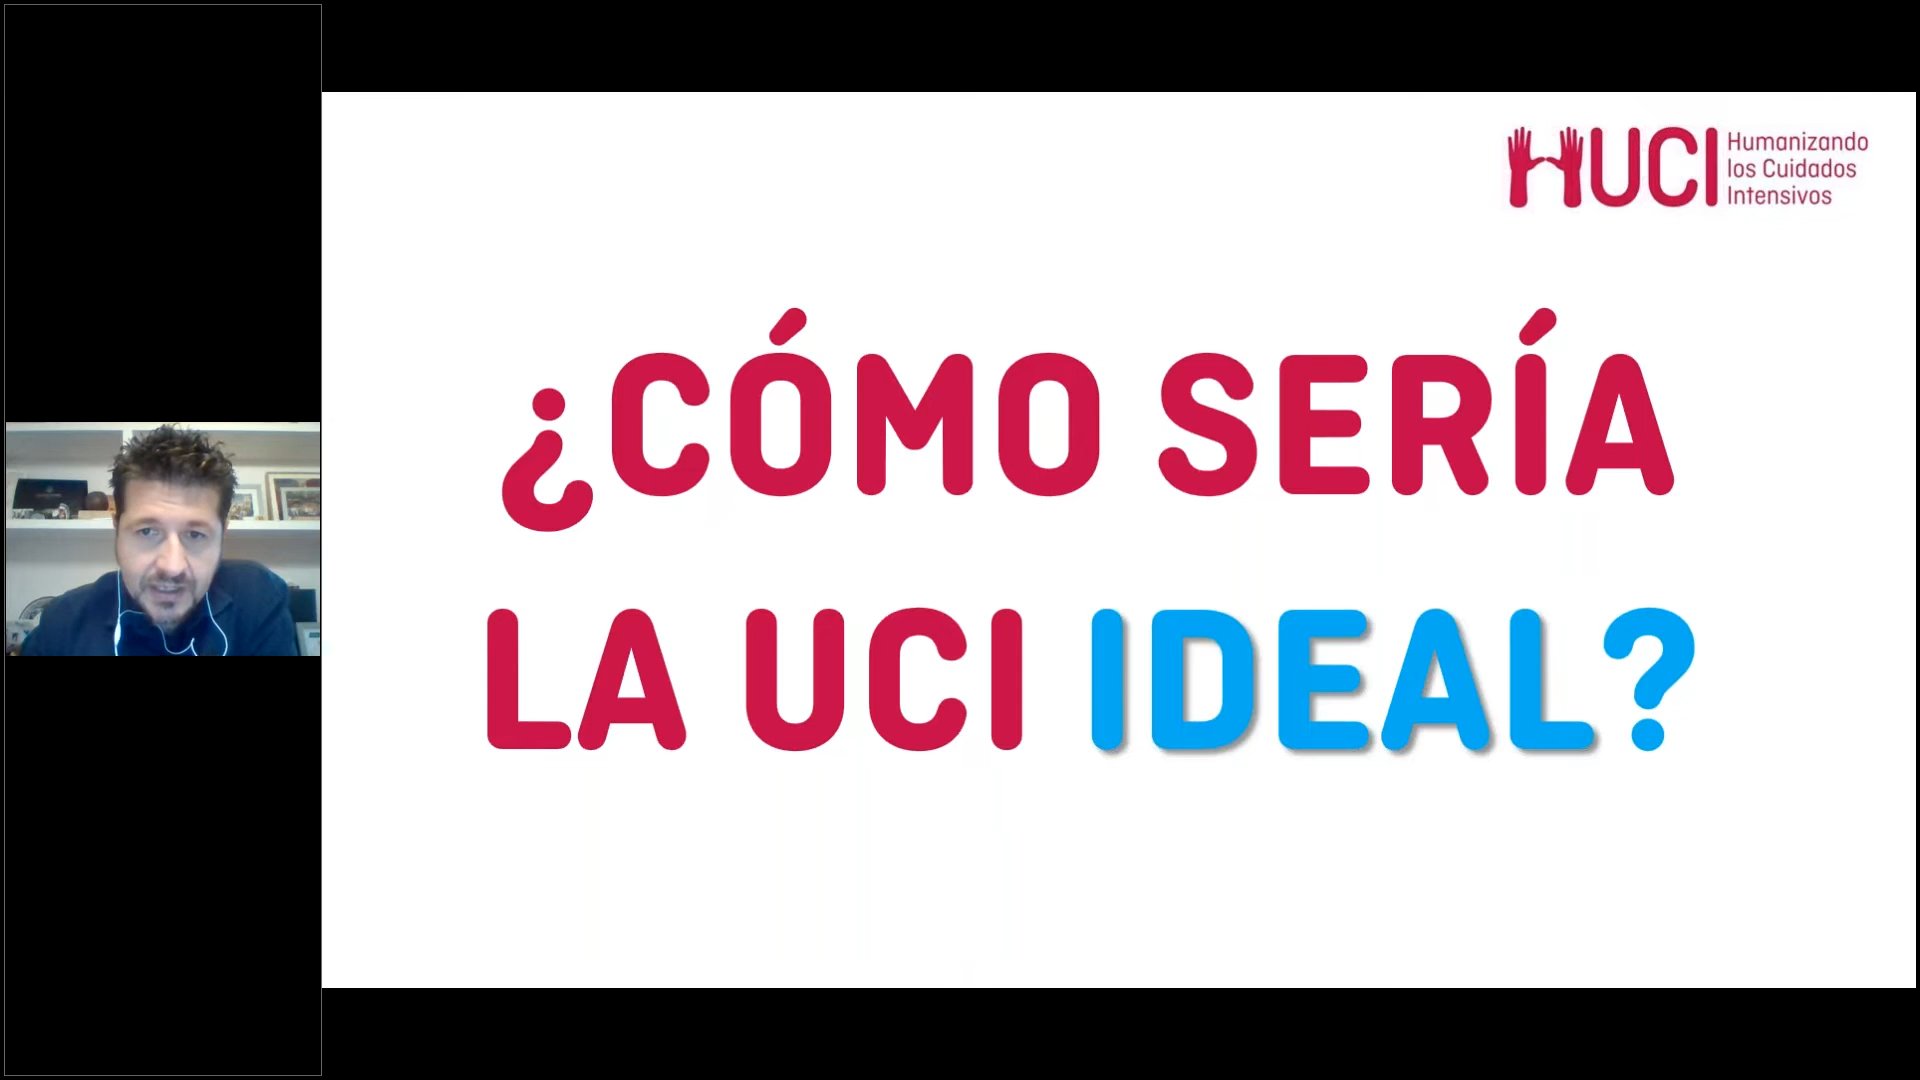 HUCI
Humanizando
los Cuidados
Intensivos
¿CÓMO SERÍA
LA UCI IDEAL?